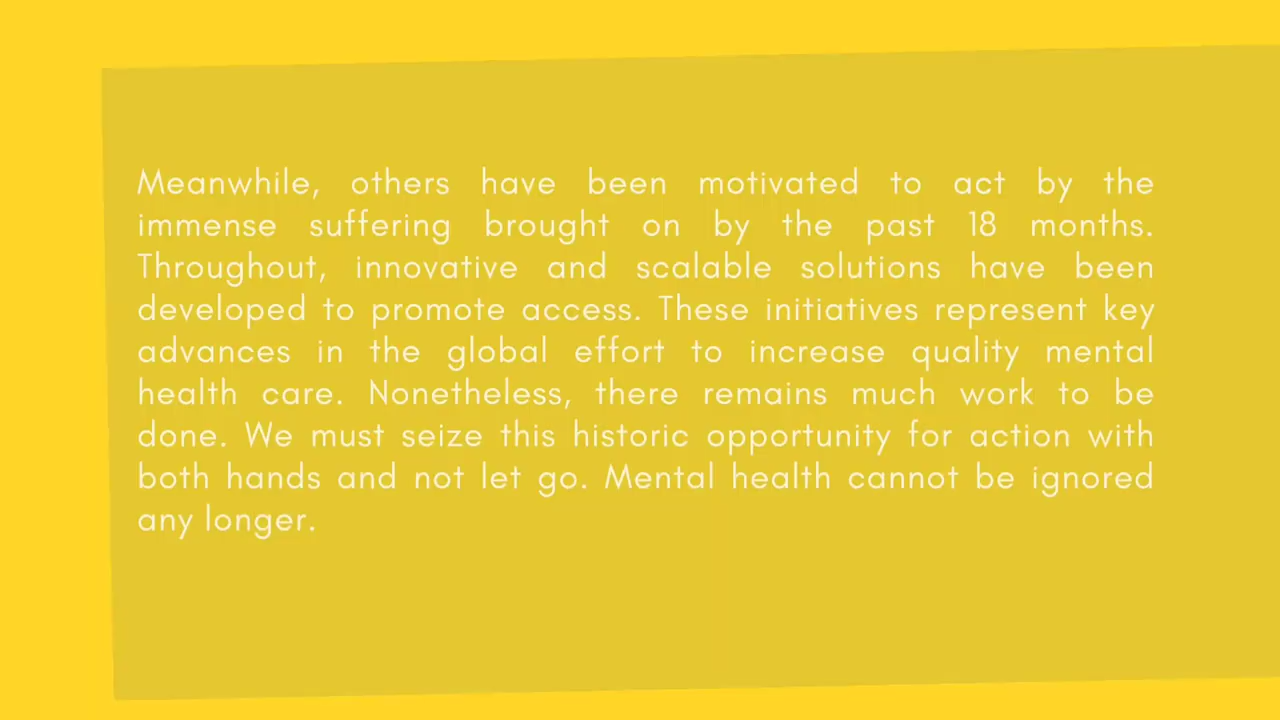 Meanwhile, others have been motivated to act by the
immense suffering brought on by the past 18 months.
Throughout, innovative and scalable solutions have been
developed to promote access. These initiatives represent key
advances in the global effort to increase quality mental
health care. Nonetheless, there remains much work to be
done. We must seize this historic opportunity for action with
both hands and not let go. Mental health cannot be ignored
any longer.